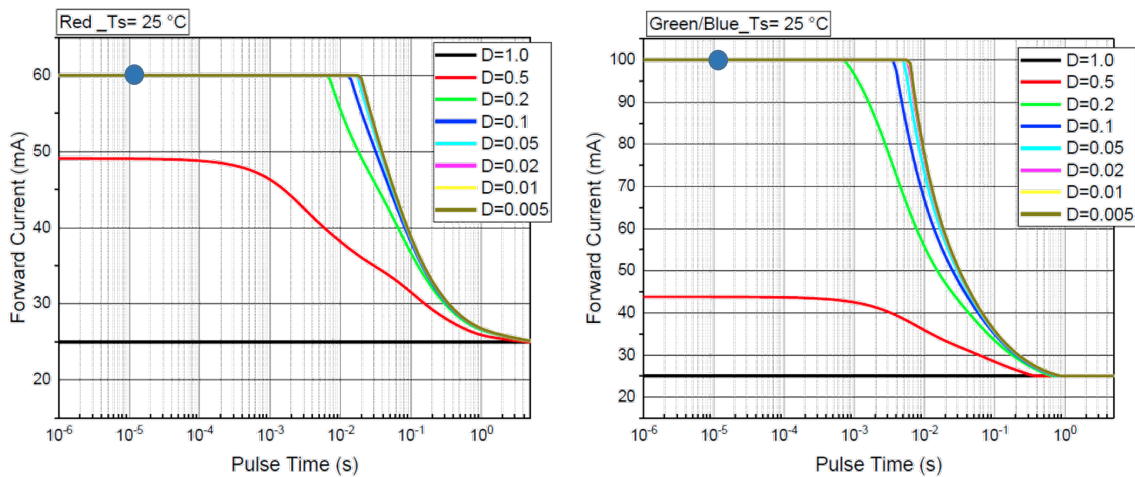 Red _Ts= 25 °C
D=1.0
D=0.5
D=0.2
D=0.1
D=0.05
D=0.02
D=0.01
D=0.005
60
50
40
30
20
Forward Current (mA)
10⁻⁶ 10⁻⁵ 10⁻⁴ 10⁻³ 10⁻² 10⁻¹ 10⁰
Pulse Time (s)
Green/Blue_Ts= 25 °C
D=1.0
D=0.5
D=0.2
D=0.1
D=0.05
D=0.02
D=0.01
D=0.005
100
90
80
70
60
50
40
30
20
Forward Current (mA)
10⁻⁶ 10⁻⁵ 10⁻⁴ 10⁻³ 10⁻² 10⁻¹ 10⁰
Pulse Time (s)